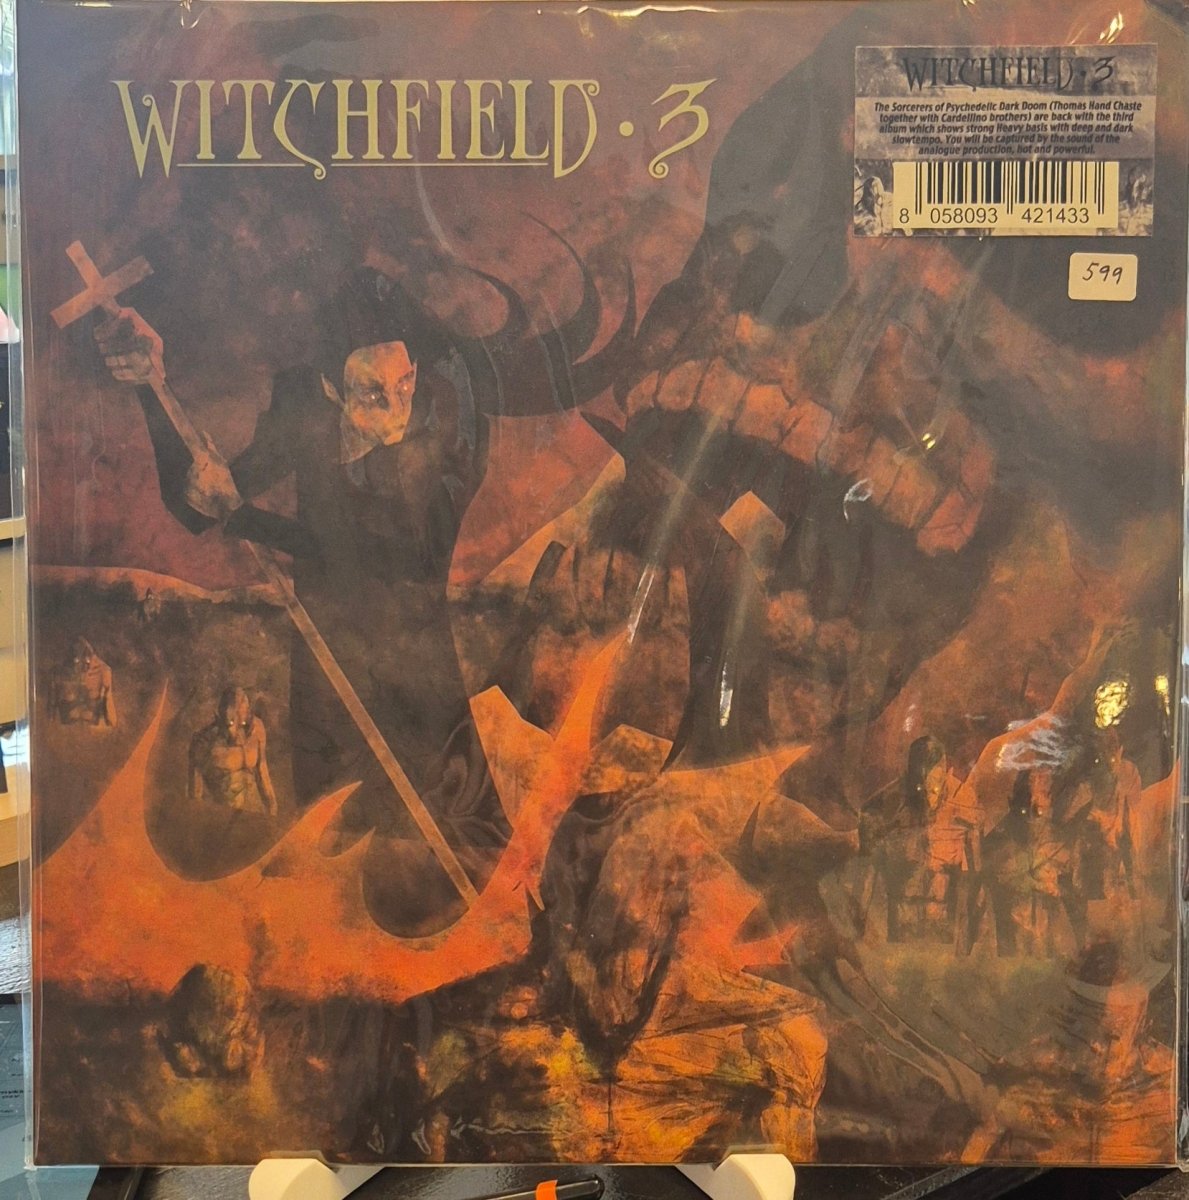 WITCHFIELD · 3
WITCHFIELD · 3
The Sorcerers of Psychedelic Dark Doom (Thomas Hand Chaste
together with Cardellino brothers) are back with the third
album which shows strong Heavy basis with deep and dark
slowtempo. You will be captured by the sound of the
analogue production, hot and powerful.
8 058093 421433
599